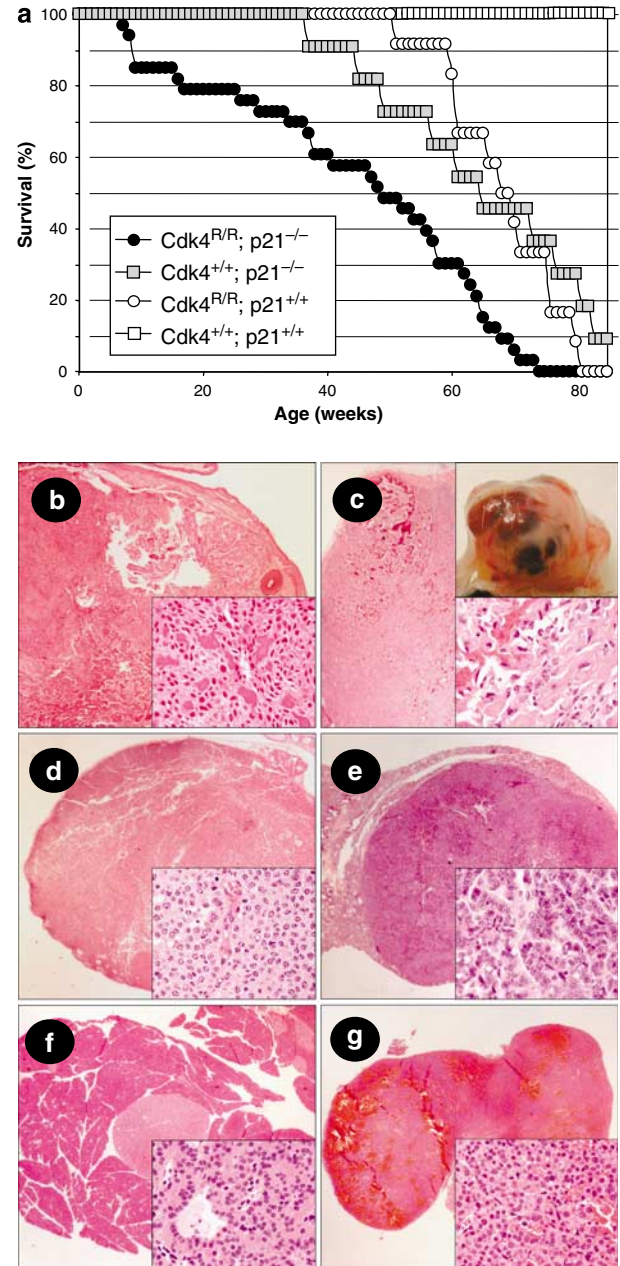 a
100
80
60
40
20
0
Survival (%)
Cdk4R/R; p21−/−
Cdk4+/+; p21−/−
Cdk4R/R; p21+/+
Cdk4+/+; p21+/+
0 20 40 60 80
Age (weeks)
b
c
d
e
f
g